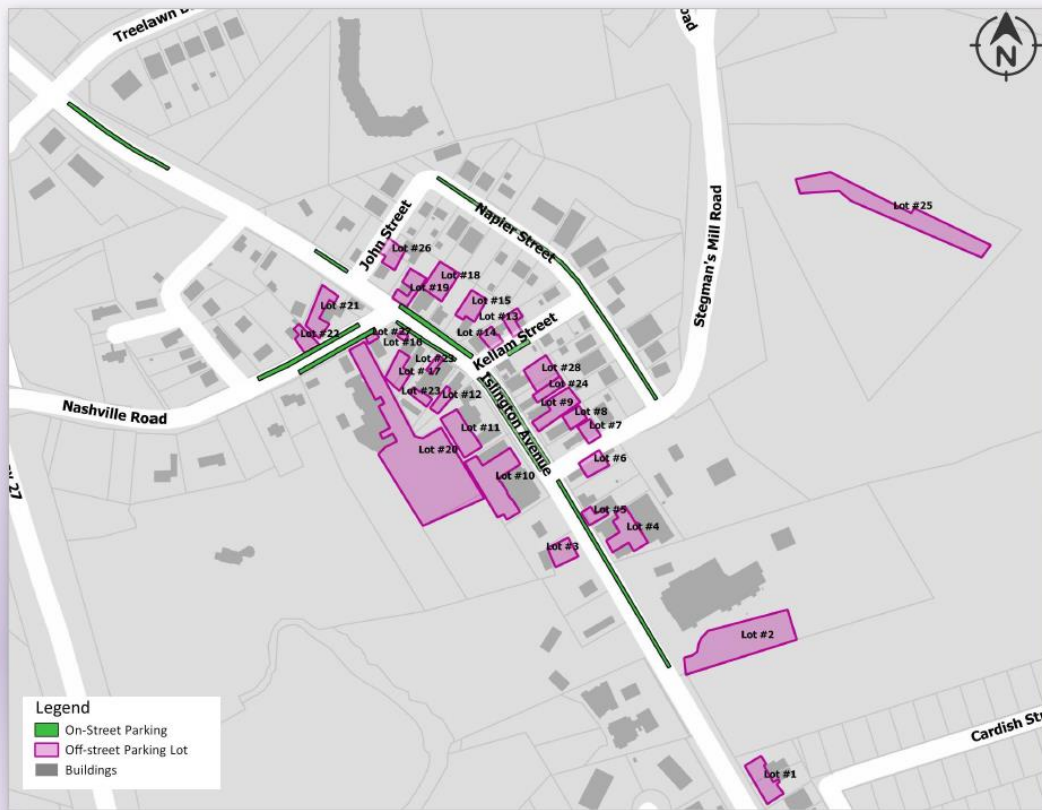 Treelawn B
oad
N
Lot #25
Napier Street
John Street
Lot #26
Stegman's Mill Road
Lot #18
Lot #19
Lot #15
Lot #21
Lot #13
Lot #14
Lot #22
Lot #27
Lot #16
Kellam Street
Lot #23
Lot #28
Lot # 17
Lot #24
Islington Avenue
Lot #23
Lot #12
Lot #9
Lot #8
Nashville Road
Lot #7
Lot #11
Lot #20
Lot #6
Lot #10
27
Lot #5
Lot #4
Lot #3
Lot #2
Legend
On-Street Parking
Off-street Parking Lot
Buildings
Cardish Str
Lot #1